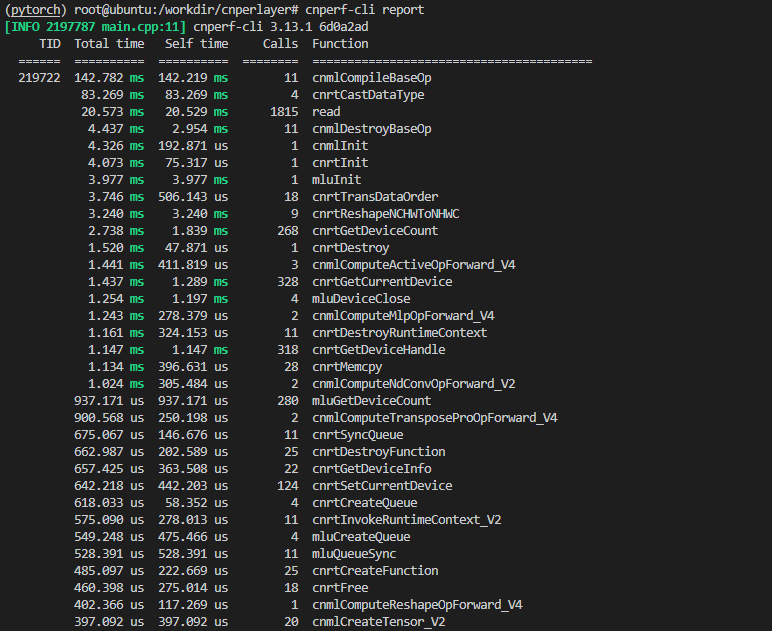 (pytorch) root@ubuntu:/workdir/cnperlayer# cnperf-cli report
[INFO 2197787 main.cpp:11] cnperf-cli 3.13.1 6d0a2ad
TID Total time Self time Calls Function
====== ========== ========== ======== ========================================
219722 142.782 ms 142.219 ms 11 cnmlCompileBaseOp
83.269 ms 83.269 ms 4 cnrtCastDataType
20.573 ms 20.529 ms 1815 read
4.437 ms 2.954 ms 11 cnmlDestroyBaseOp
4.326 ms 192.871 us 1 cnmlInit
4.073 ms 75.317 us 1 cnrtInit
3.977 ms 3.977 ms 1 mluInit
3.746 ms 506.143 us 18 cnrtTransDataOrder
3.240 ms 3.240 ms 9 cnrtReshapeNCHWToNHWC
2.738 ms 1.839 ms 268 cnrtGetDeviceCount
1.520 ms 47.871 us 1 cnrtDestroy
1.441 ms 411.819 us 3 cnmlComputeActiveOpForward_V4
1.437 ms 1.289 ms 328 cnrtGetCurrentDevice
1.254 ms 1.197 ms 4 mluDeviceClose
1.243 ms 278.379 us 2 cnmlComputeMlpOpForward_V4
1.161 ms 324.153 us 11 cnrtDestroyRuntimeContext
1.147 ms 1.147 ms 318 cnrtGetDeviceHandle
1.134 ms 396.631 us 28 cnrtMemcpy
1.024 ms 305.484 us 2 cnmlComputeNdConvOpForward_V2
937.171 us 937.171 us 280 mluGetDeviceCount
900.568 us 250.198 us 2 cnmlComputeTransposeProOpForward_V4
675.067 us 146.676 us 11 cnrtSyncQueue
662.987 us 202.589 us 25 cnrtDestroyFunction
657.425 us 363.508 us 22 cnrtGetDeviceInfo
642.218 us 442.203 us 124 cnrtSetCurrentDevice
618.033 us 58.352 us 4 cnrtCreateQueue
575.090 us 278.013 us 11 cnrtInvokeRuntimeContext_V2
549.248 us 475.466 us 4 mluCreateQueue
528.391 us 528.391 us 11 mluQueueSync
485.097 us 222.669 us 25 cnrtCreateFunction
460.398 us 275.014 us 18 cnrtFree
402.366 us 117.269 us 1 cnmlComputeReshapeOpForward_V4
397.092 us 397.092 us 20 cnmlCreateTensor_V2